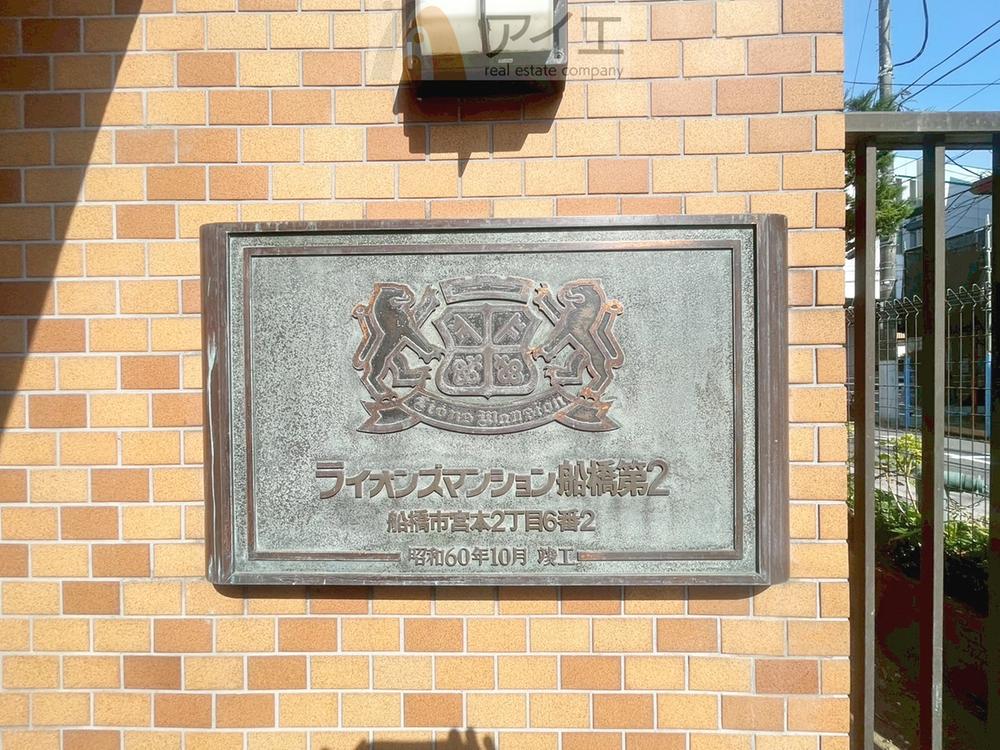 アイエ
real estate company
Lions Mansion
ライオンズマンション船橋第2
船橋市宮本2丁目6番2
昭和60年10月 竣工